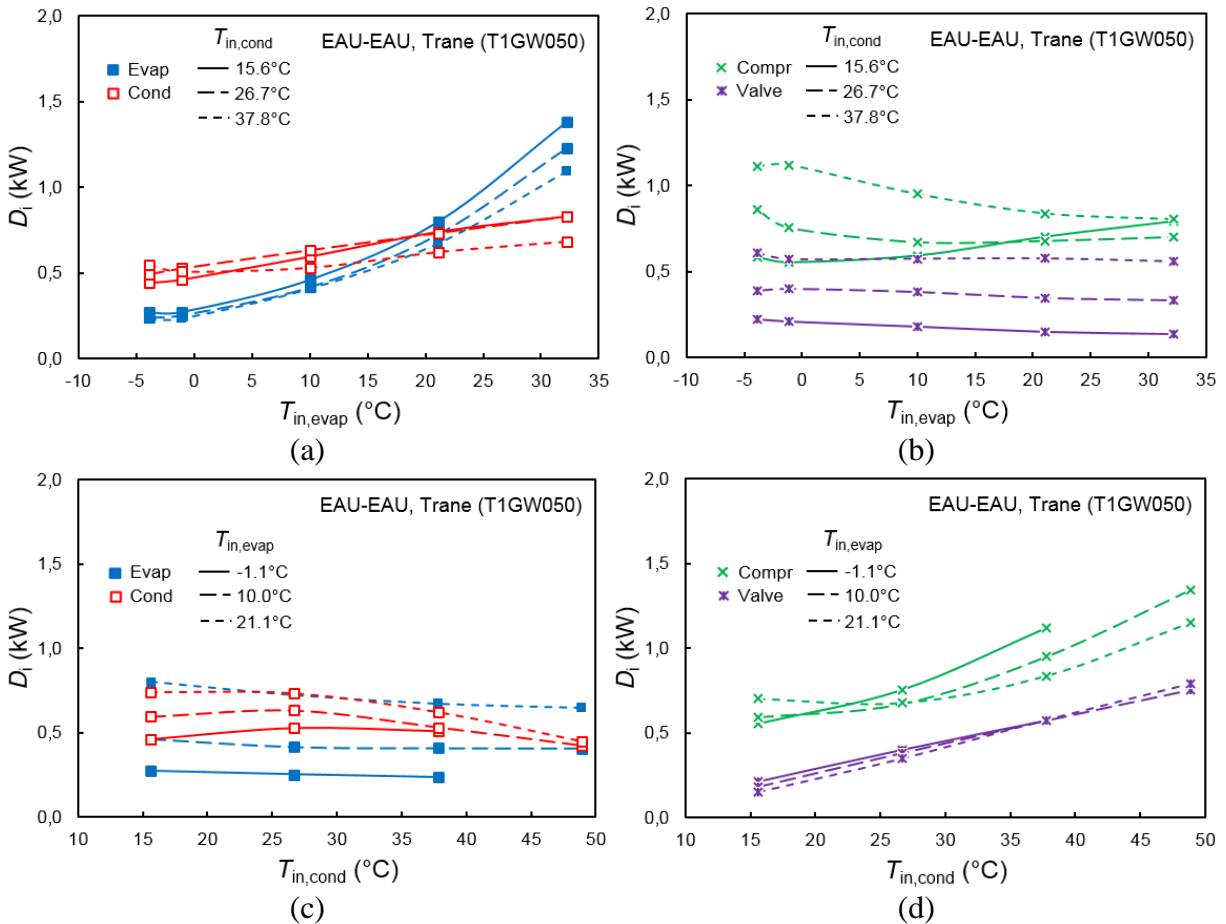 2,0
1,5
1,0
0,5
0,0
D_i (kW)
EAU-EAU, Trane (T1GW050)
T_in,cond
Evap
Cond
15.6°C
26.7°C
37.8°C
-10 -5 0 5 10 15 20 25 30 35
T_in,evap (°C)
(a)
2,0
1,5
1,0
0,5
0,0
D_i (kW)
EAU-EAU, Trane (T1GW050)
T_in,cond
Compr
Valve
15.6°C
26.7°C
37.8°C
-10 -5 0 5 10 15 20 25 30 35
T_in,evap (°C)
(b)
2,0
1,5
1,0
0,5
0,0
D_i (kW)
EAU-EAU, Trane (T1GW050)
T_in,evap
Evap
Cond
-1.1°C
10.0°C
21.1°C
10 15 20 25 30 35 40 45 50
T_in,cond (°C)
(c)
2,0
1,5
1,0
0,5
0,0
D_i (kW)
EAU-EAU, Trane (T1GW050)
T_in,evap
Compr
Valve
-1.1°C
10.0°C
21.1°C
10 15 20 25 30 35 40 45 50
T_in,cond (°C)
(d)